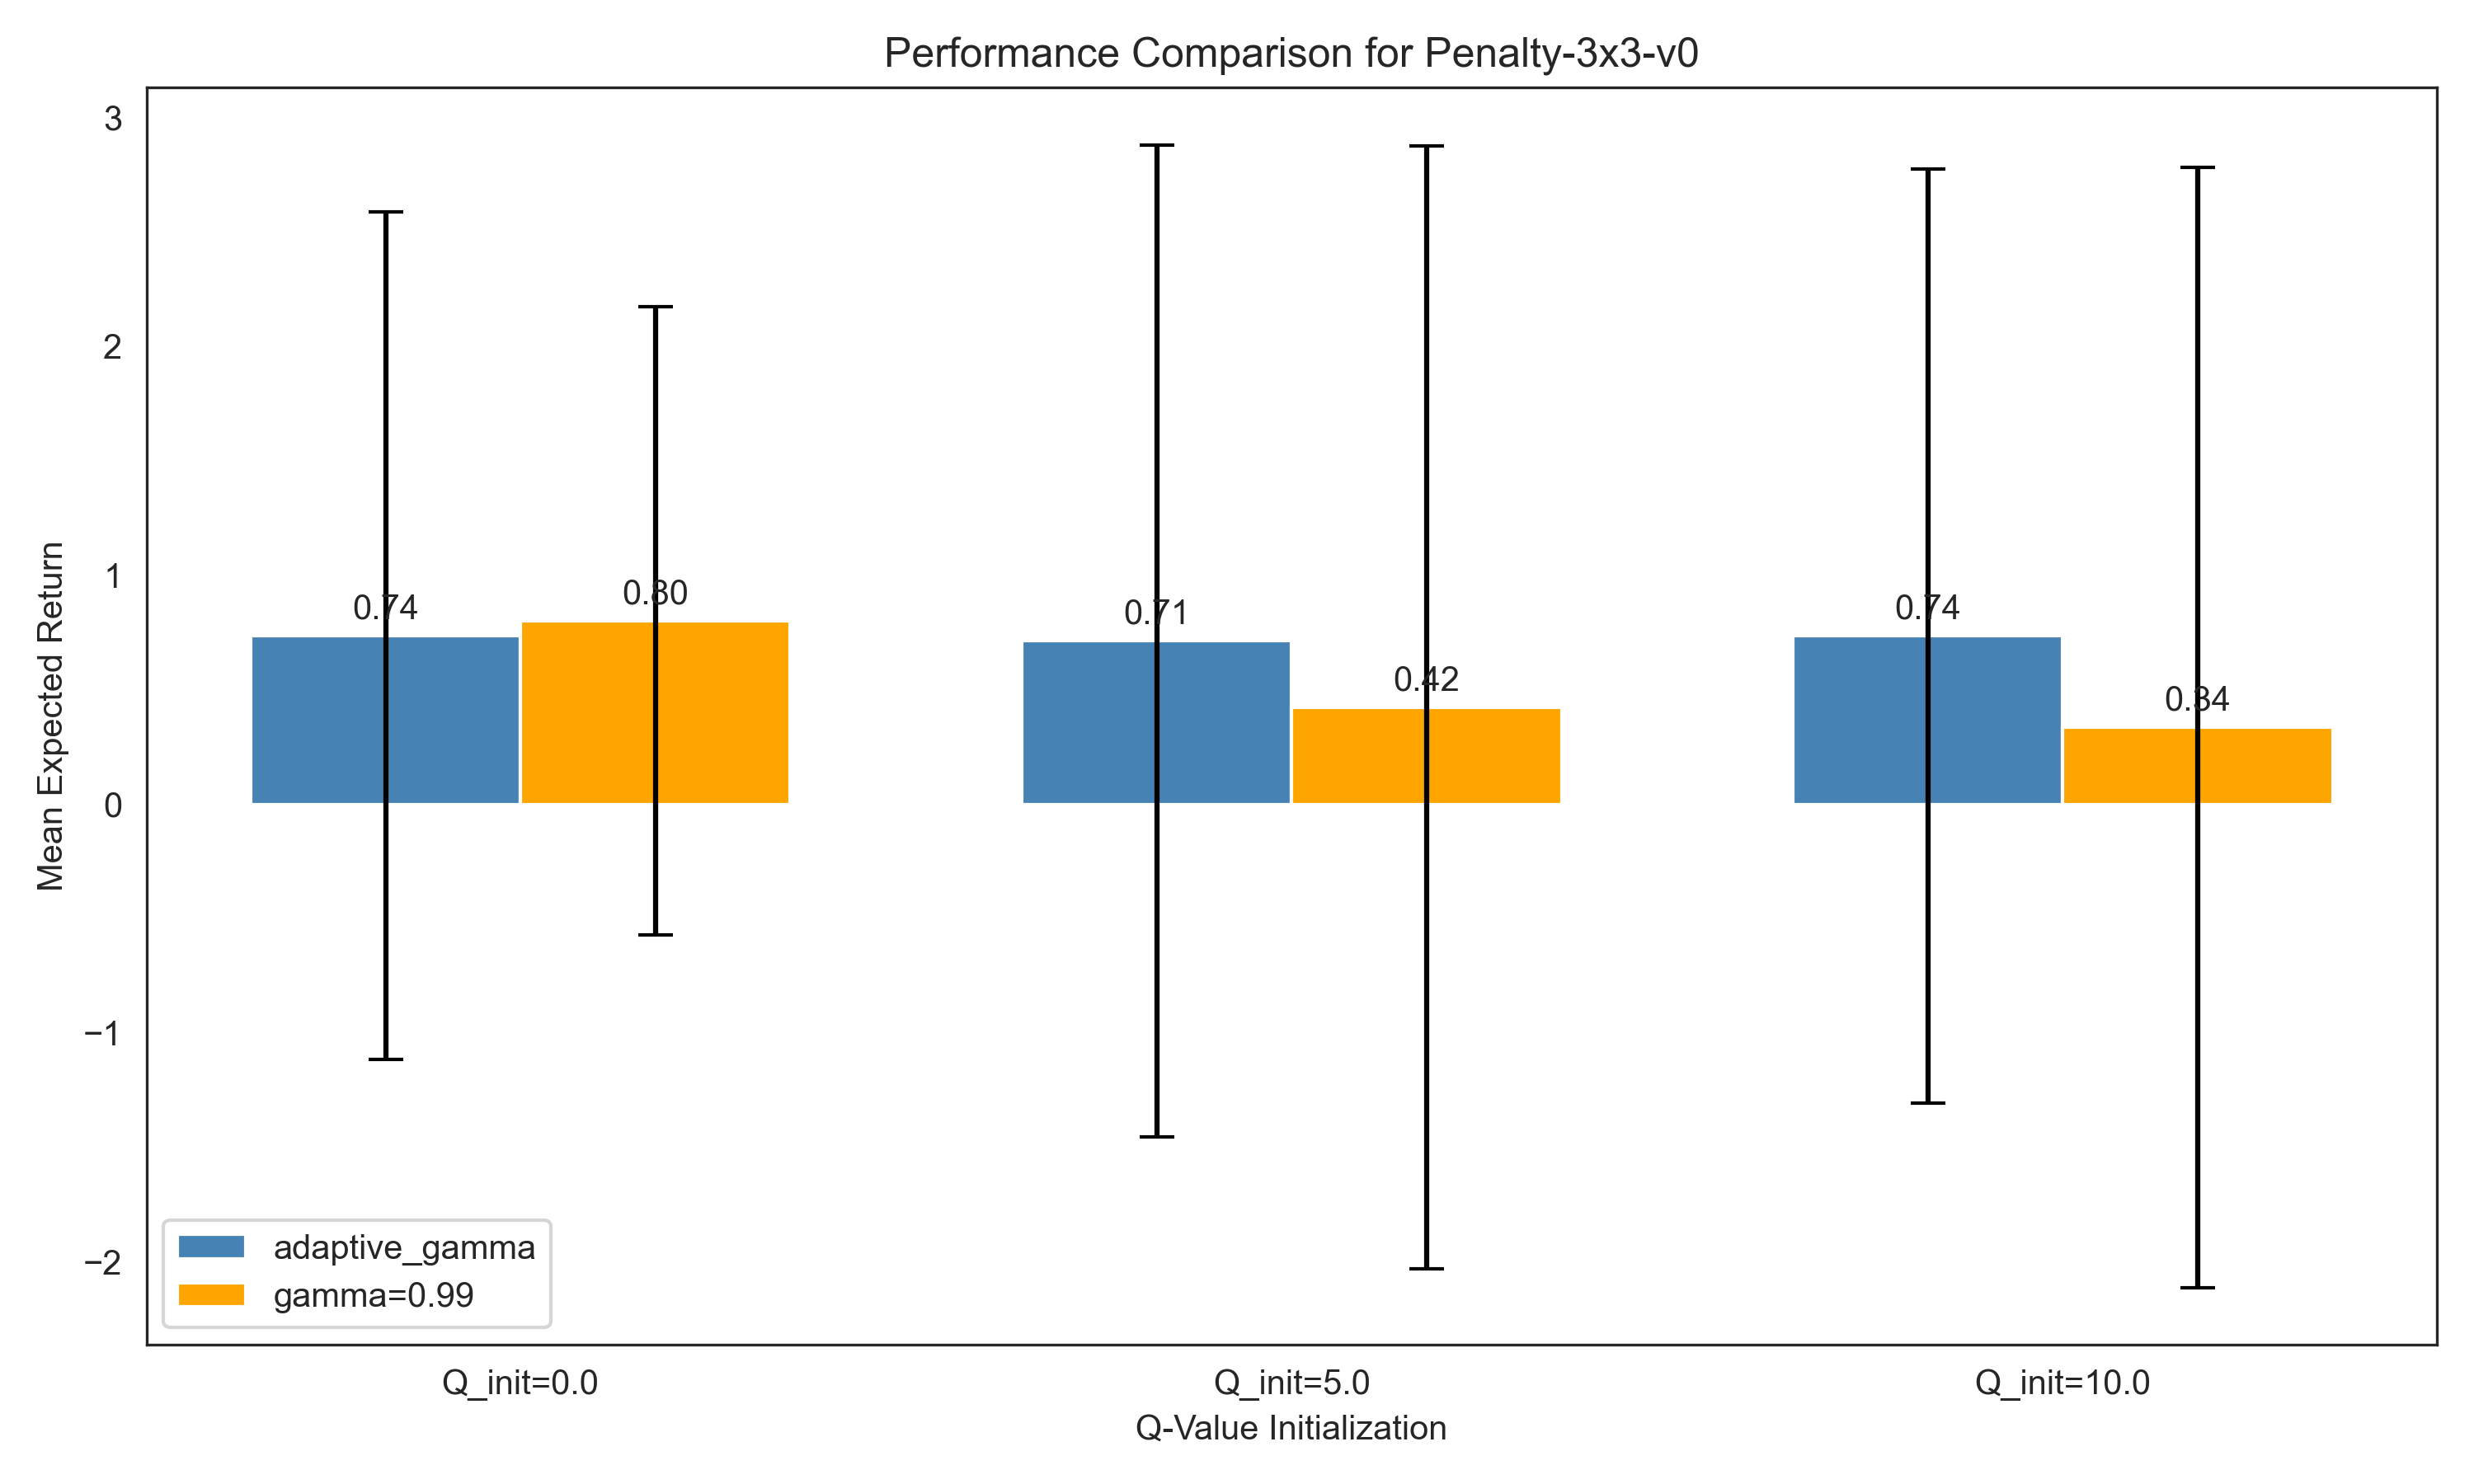 Performance Comparison for Penalty-3x3-v0
Mean Expected Return
3
2
1
0
−1
−2
0.74
0.80
0.71
0.42
0.74
0.34
adaptive_gamma
gamma=0.99
Q_init=0.0
Q_init=5.0
Q_init=10.0
Q-Value Initialization